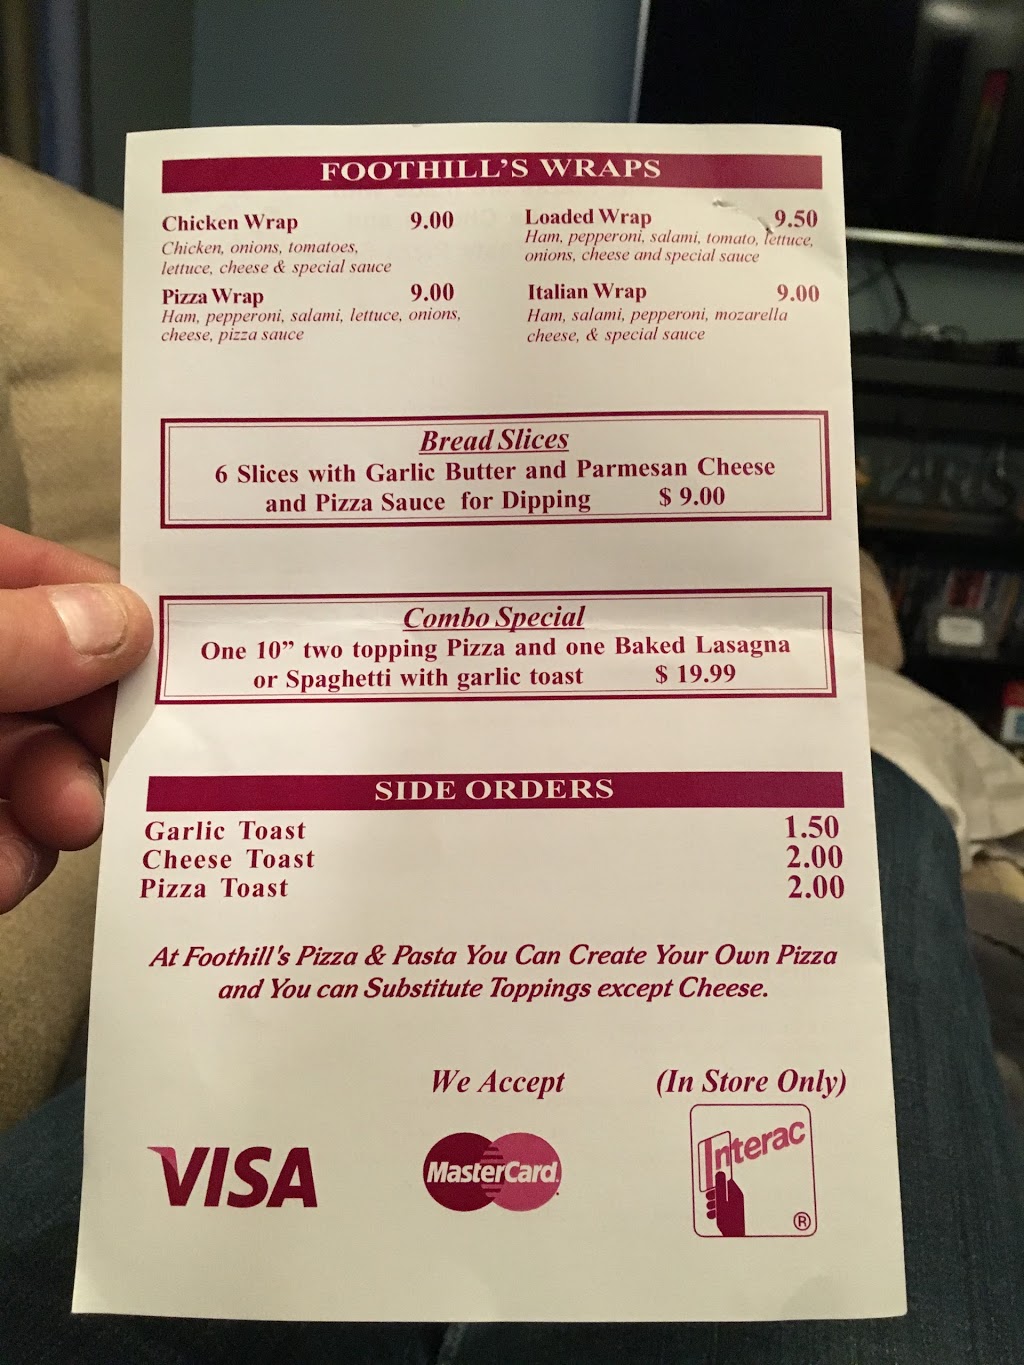 FOOTHILL'S WRAPS
Chicken Wrap 9.00
Chicken, onions, tomatoes,
lettuce, cheese & special sauce
Pizza Wrap 9.00
Ham, pepperoni, salami, lettuce, onions,
cheese, pizza sauce
Loaded Wrap 9.50
Ham, pepperoni, salami, tomato, lettuce,
onions, cheese and special sauce
Italian Wrap 9.00
Ham, salami, pepperoni, mozarella
cheese, & special sauce
Bread Slices
6 Slices with Garlic Butter and Parmesan Cheese
and Pizza Sauce for Dipping $ 9.00
Combo Special
One 10" two topping Pizza and one Baked Lasagna
or Spaghetti with garlic toast $ 19.99
SIDE ORDERS
Garlic Toast 1.50
Cheese Toast 2.00
Pizza Toast 2.00
At Foothill's Pizza & Pasta You Can Create Your Own Pizza
and You can Substitute Toppings except Cheese.
We Accept (In Store Only)
VISA MasterCard Interac ®